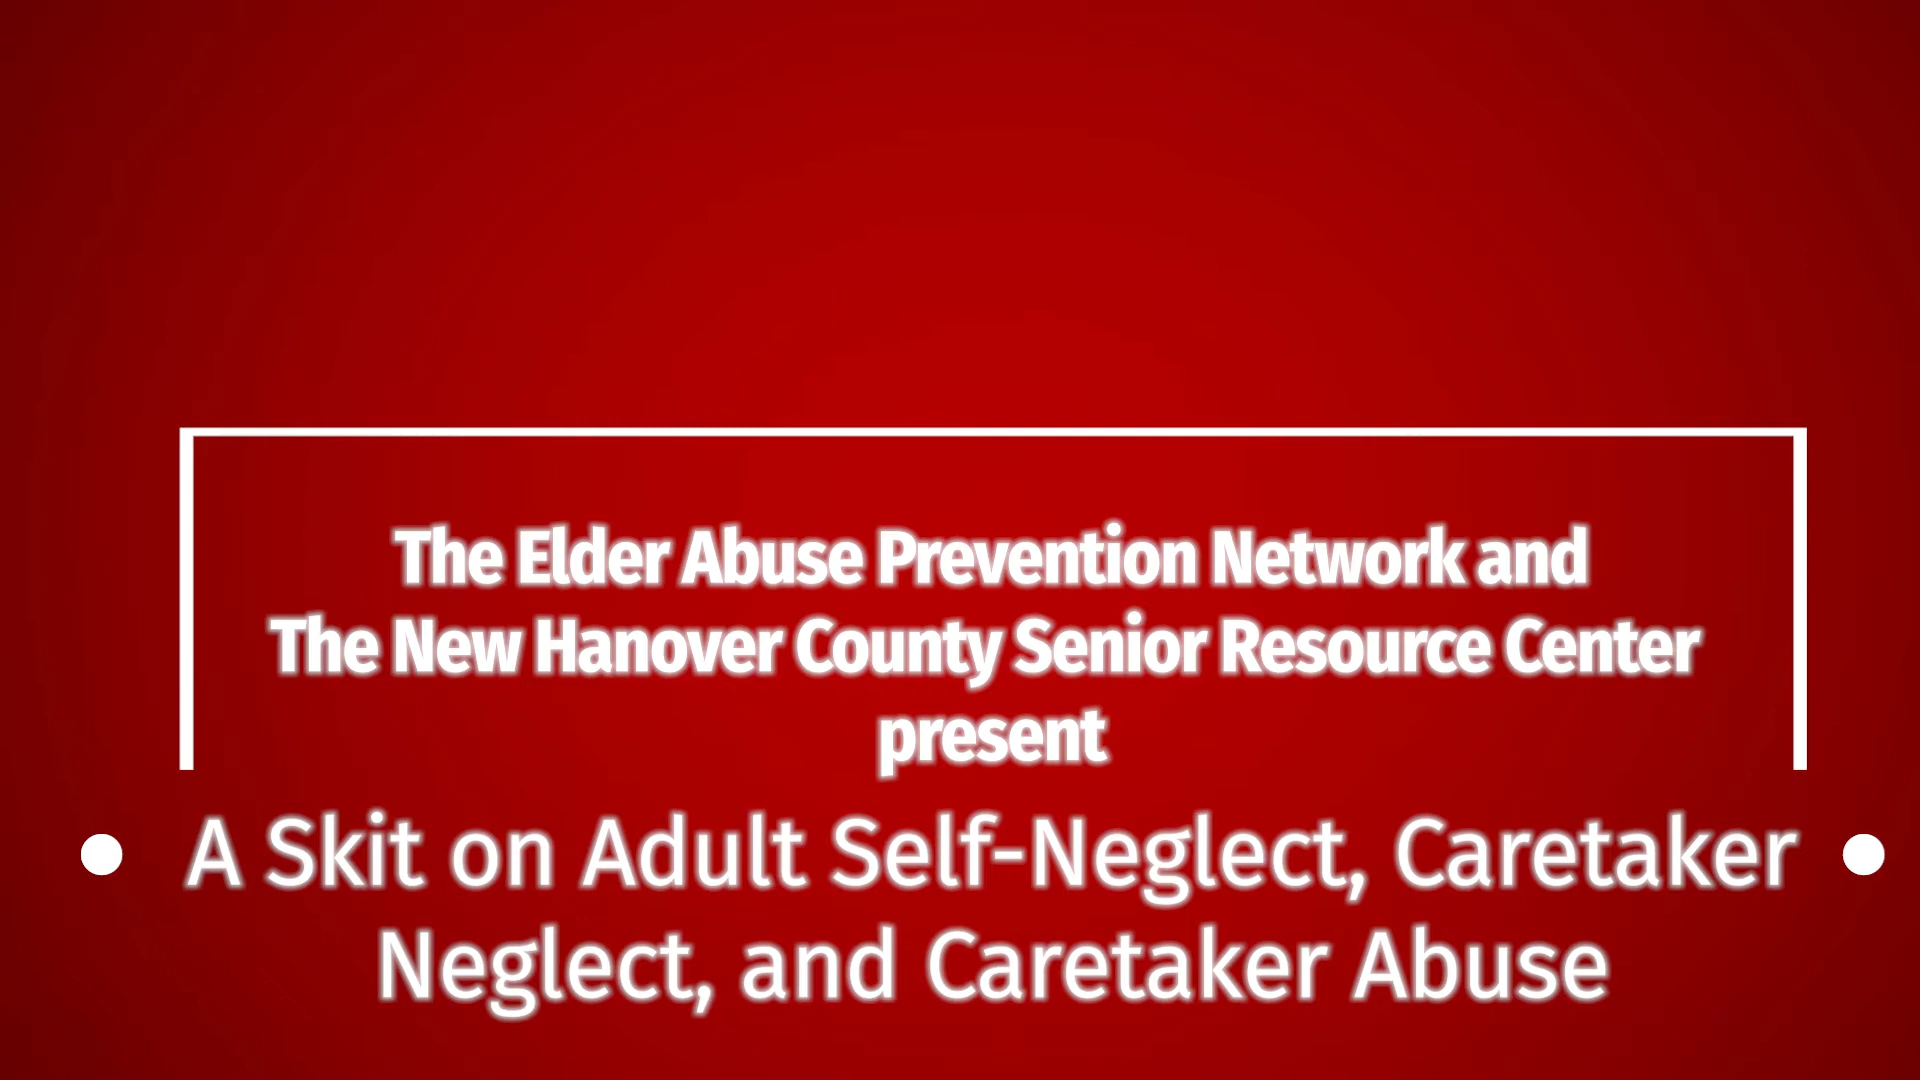 The Elder Abuse Prevention Network and
The New Hanover County Senior Resource Center
present
A Skit on Adult Self-Neglect, Caretaker
Neglect, and Caretaker Abuse